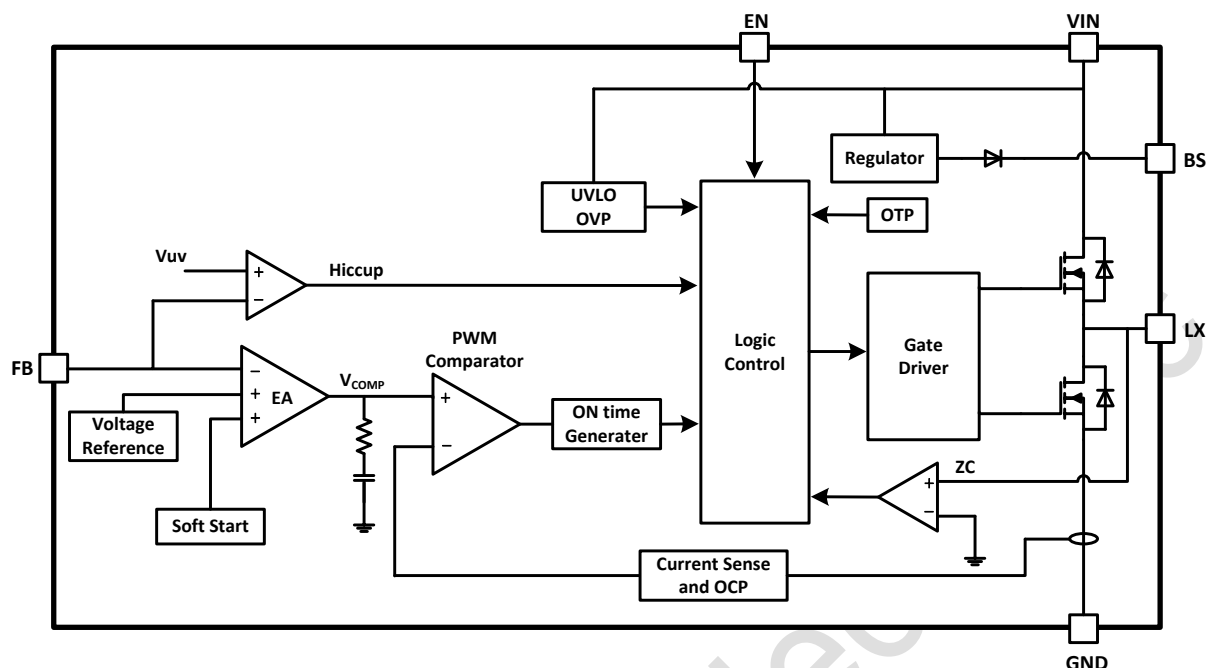 EN
VIN
Regulator
BS
UVLO
OVP
OTP
Vuv
+
−
Hiccup
Logic
Control
Gate
Driver
LX
FB
PWM
Comparator
−
+
+
EA
VCOMP
+
−
ON time
Generater
Voltage
Reference
Soft Start
ZC
+
−
Current Sense
and OCP
GND